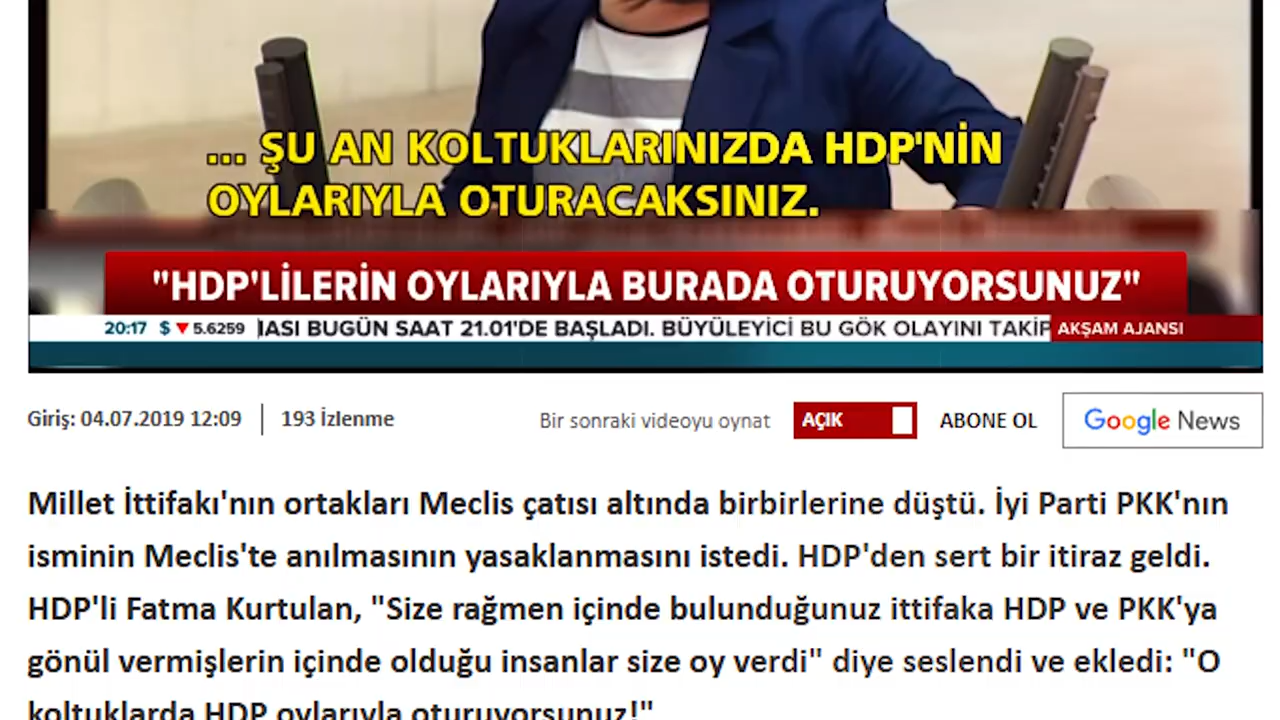 ... ŞU AN KOLTUKLARINIZDA HDP'NİN
OYLARIYLA OTURACAKSINIZ.
"HDP'LİLERİN OYLARIYLA BURADA OTURUYORSUNUZ"
20:17 $ ▼ 5.6259 IASI BUGÜN SAAT 21.01'DE BAŞLADI. BÜYÜLEYİCİ BU GÖK OLAYINI TAKİP AKŞAM AJANSI
Giriş: 04.07.2019 12:09 | 193 İzlenme Bir sonraki videoyu oynat AÇIK ABONE OL Google News
Millet İttifakı'nın ortakları Meclis çatısı altında birbirlerine düştü. İyi Parti PKK'nın
isminin Meclis'te anılmasının yasaklanmasını istedi. HDP'den sert bir itiraz geldi.
HDP'li Fatma Kurtulan, "Size rağmen içinde bulunduğunuz ittifaka HDP ve PKK'ya
gönül vermişlerin içinde olduğu insanlar size oy verdi" diye seslendi ve ekledi: "O
koltuklarda HDP oylarıyla oturuyorsunuz!"